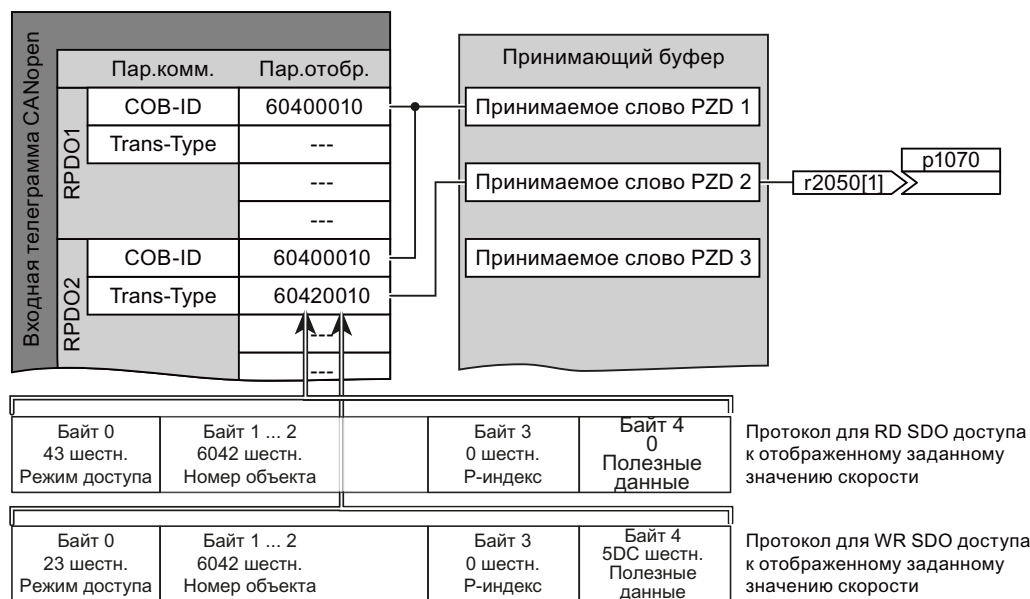 Входная телеграмма CANopen
Пар.комм. Пар.отобр.
RPDO1
COB-ID 60400010
Trans-Type ---
---
---
RPDO2
COB-ID 60400010
Trans-Type 60420010
---
---
Принимающий буфер
Принимаемое слово PZD 1
Принимаемое слово PZD 2
Принимаемое слово PZD 3
r2050[1]
p1070
Байт 0
43 шестн.
Режим доступа
Байт 1 ... 2
6042 шестн.
Номер объекта
Байт 3
0 шестн.
Р-индекс
Байт 4
0
Полезные
данные
Протокол для RD SDO доступа
к отображенному заданному
значению скорости
Байт 0
23 шестн.
Режим доступа
Байт 1 ... 2
6042 шестн.
Номер объекта
Байт 3
0 шестн.
Р-индекс
Байт 4
5DC шестн.
Полезные
данные
Протокол для WR SDO доступа
к отображенному заданному
значению скорости